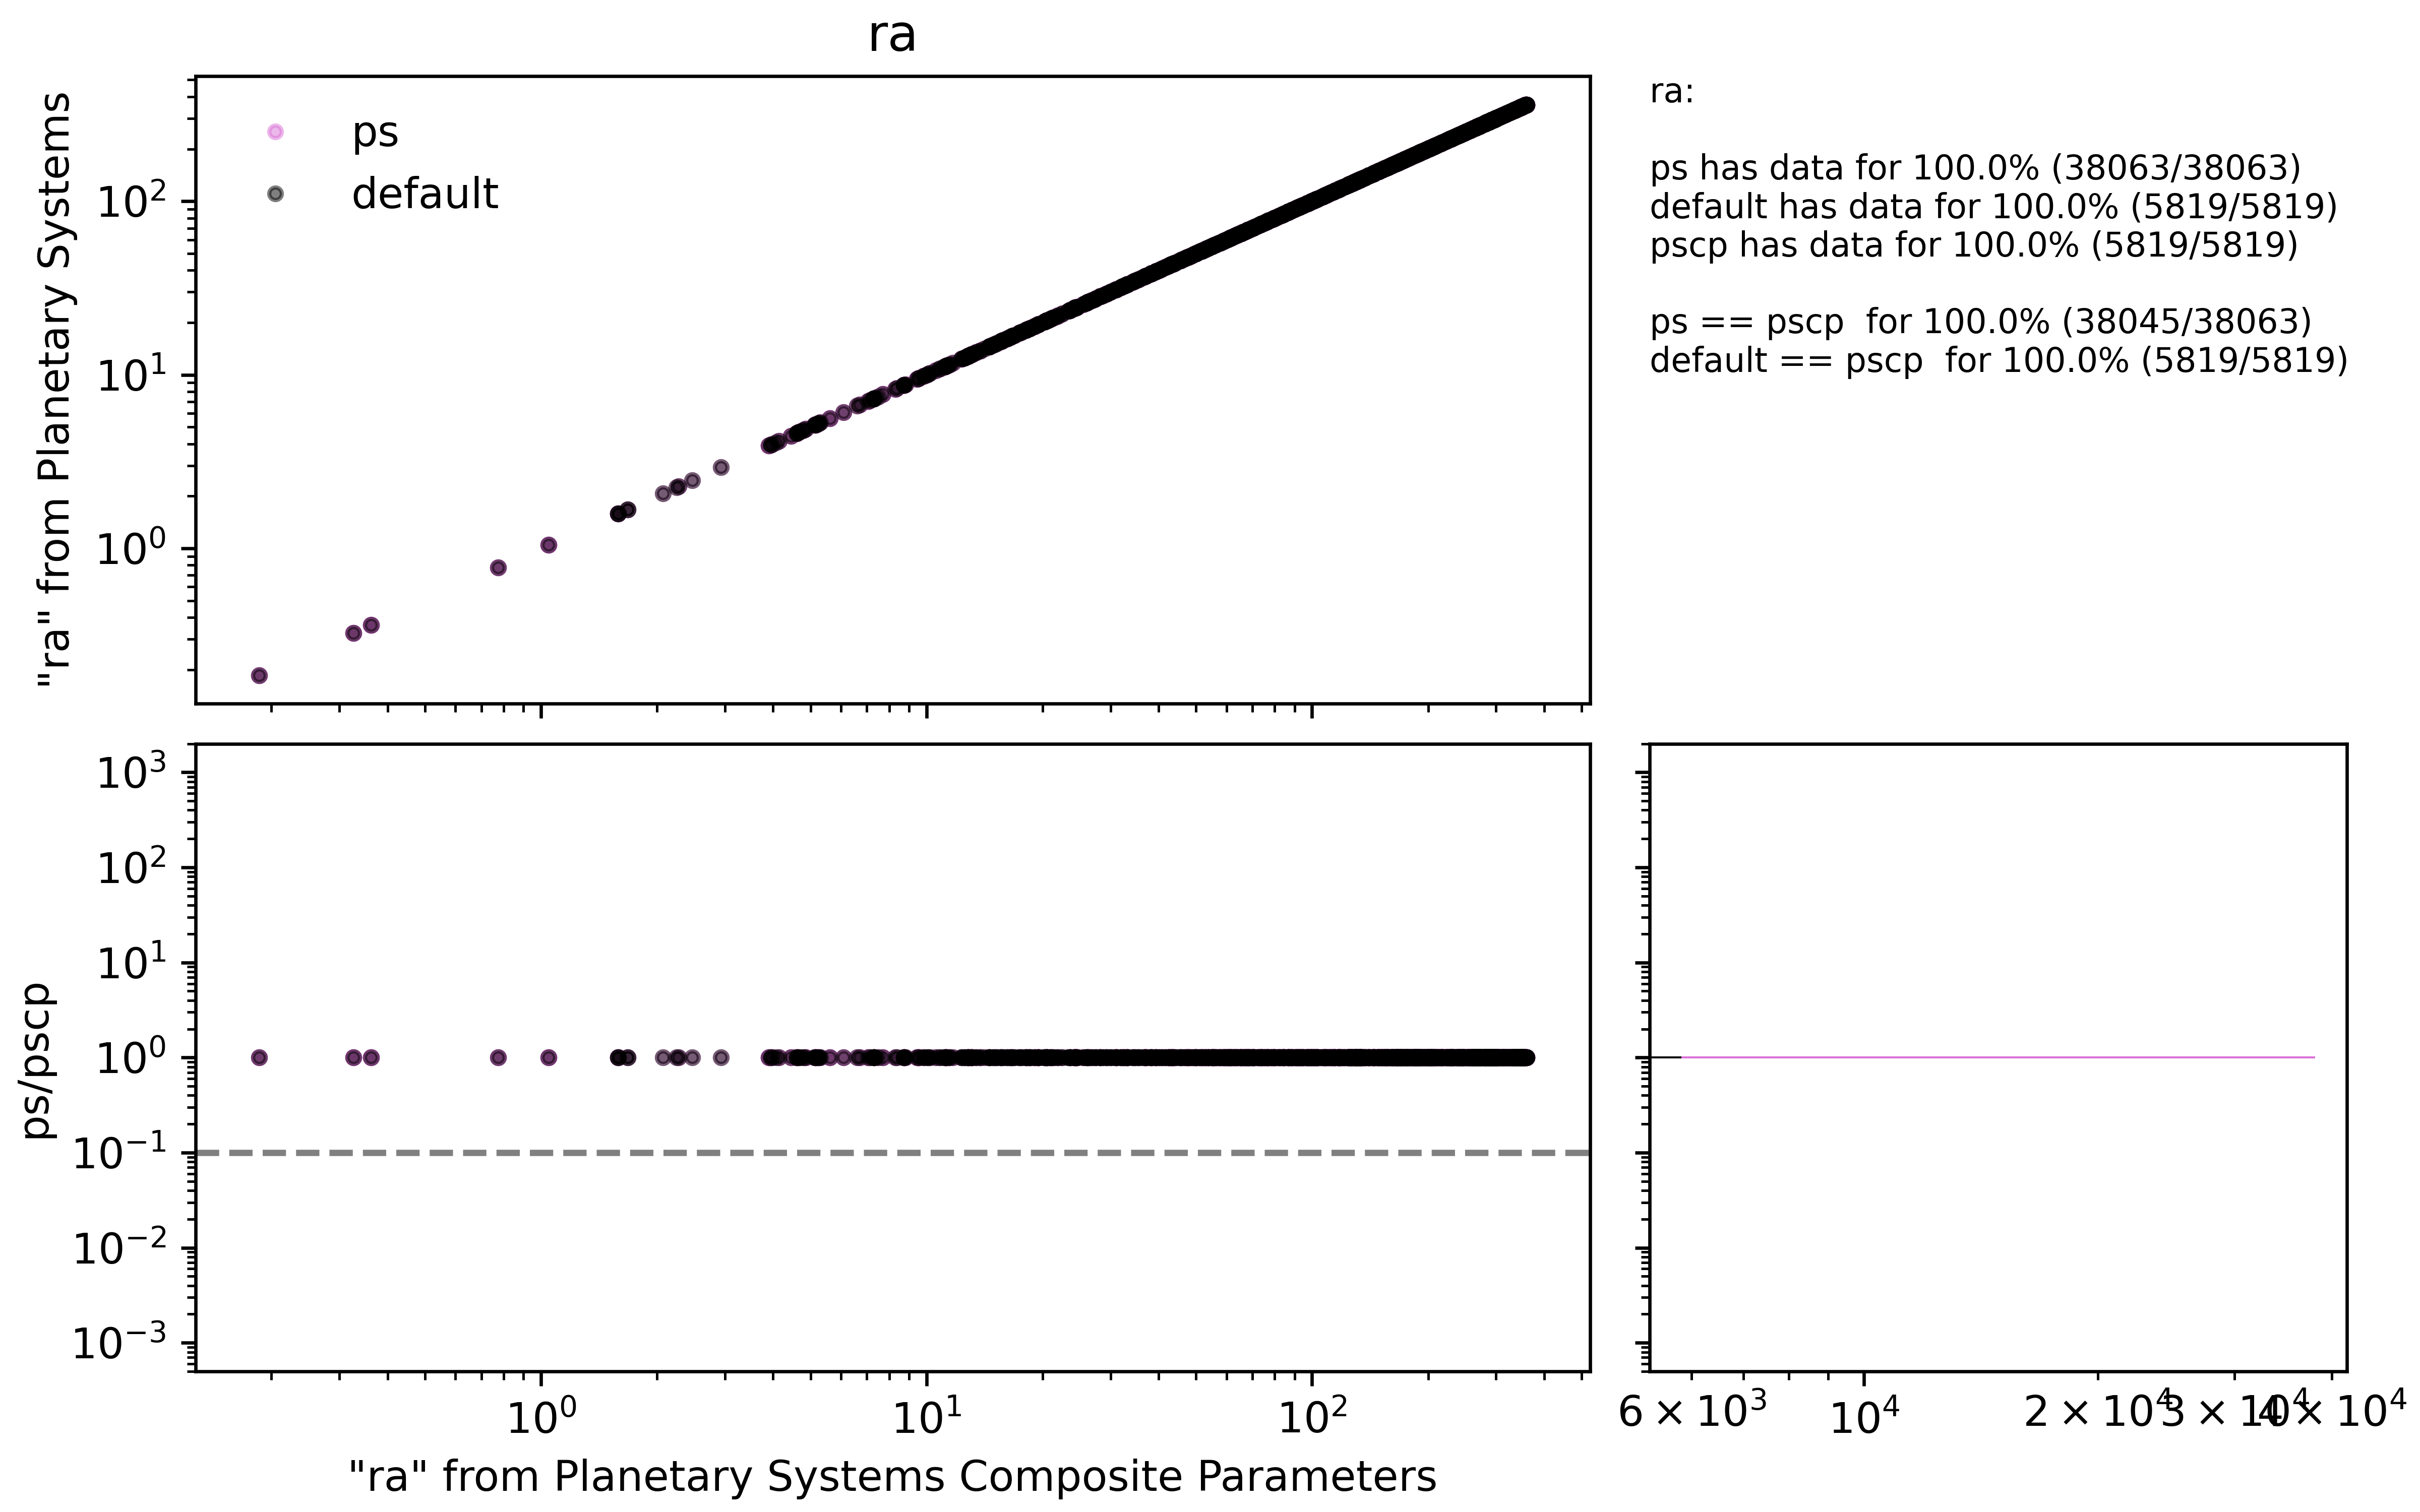 ra
"ra" from Planetary Systems
10²
10¹
10⁰
ps
default
ra:
ps has data for 100.0% (38063/38063)
default has data for 100.0% (5819/5819)
pscp has data for 100.0% (5819/5819)
ps == pscp  for 100.0% (38045/38063)
default == pscp  for 100.0% (5819/5819)
ps/pscp
10³
10²
10¹
10⁰
10⁻¹
10⁻²
10⁻³
10⁰ 10¹ 10²
"ra" from Planetary Systems Composite Parameters
6 × 10³ 10⁴ 2 × 10⁴ 3 × 10⁴ 4 × 10⁴